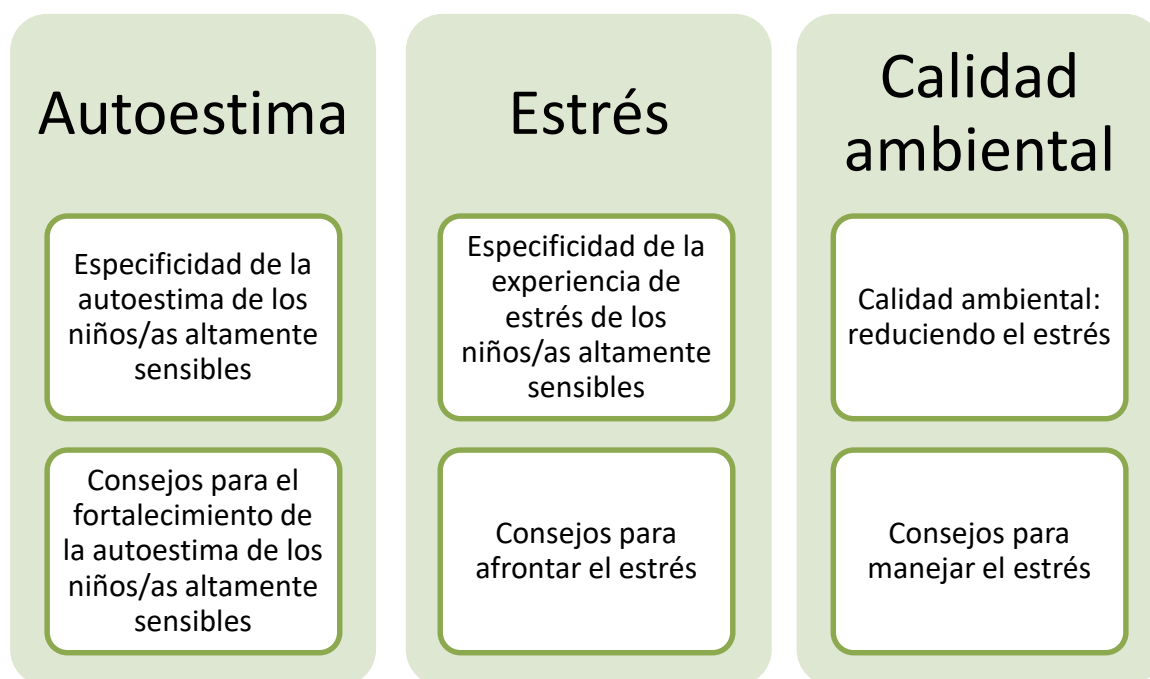 Autoestima
Especificidad de la
autoestima de los
niños/as altamente
sensibles
Consejos para el
fortalecimiento de
la autoestima de los
niños/as altamente
sensibles
Estrés
Especificidad de la
experiencia de
estrés de los
niños/as altamente
sensibles
Consejos para
afrontar el estrés
Calidad
ambiental
Calidad ambiental:
reduciendo el estrés
Consejos para
manejar el estrés